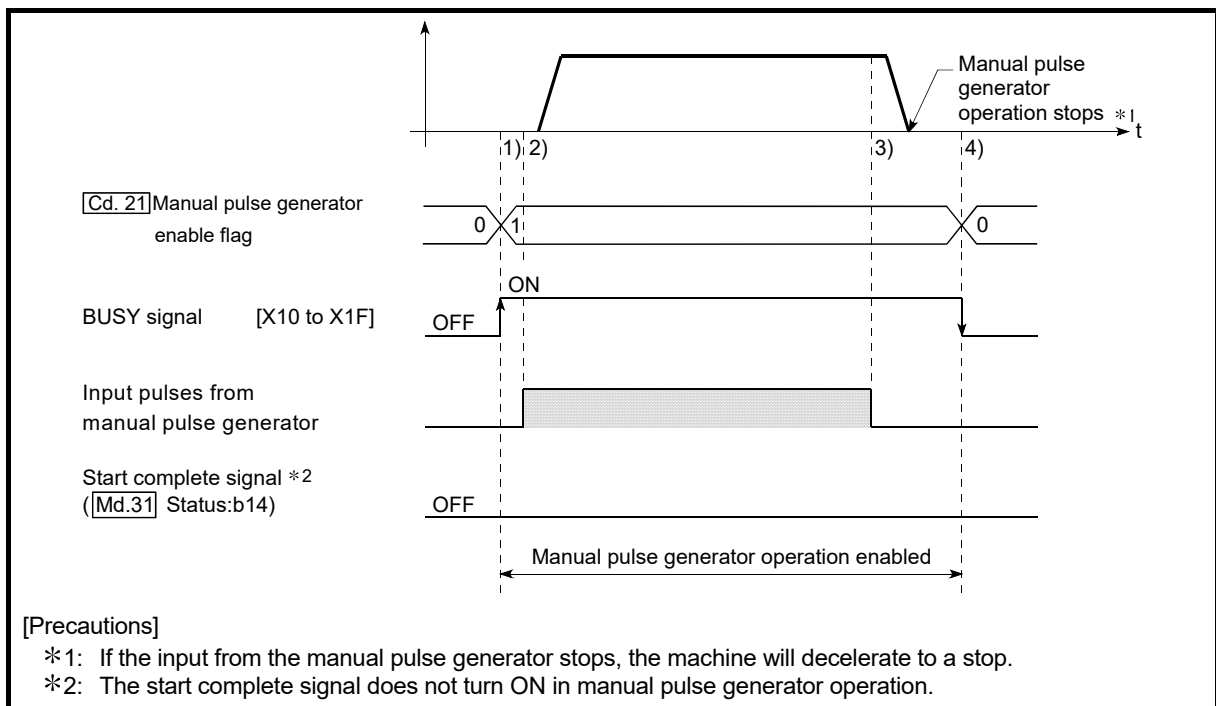 Manual pulse
generator
operation stops *1
t
1) 2) 3) 4)
Cd. 21 Manual pulse generator
enable flag
0 1 0
ON
BUSY signal [X10 to X1F] OFF
Input pulses from
manual pulse generator
Start complete signal *2
(Md.31 Status:b14) OFF
Manual pulse generator operation enabled
[Precautions]
*1: If the input from the manual pulse generator stops, the machine will decelerate to a stop.
*2: The start complete signal does not turn ON in manual pulse generator operation.